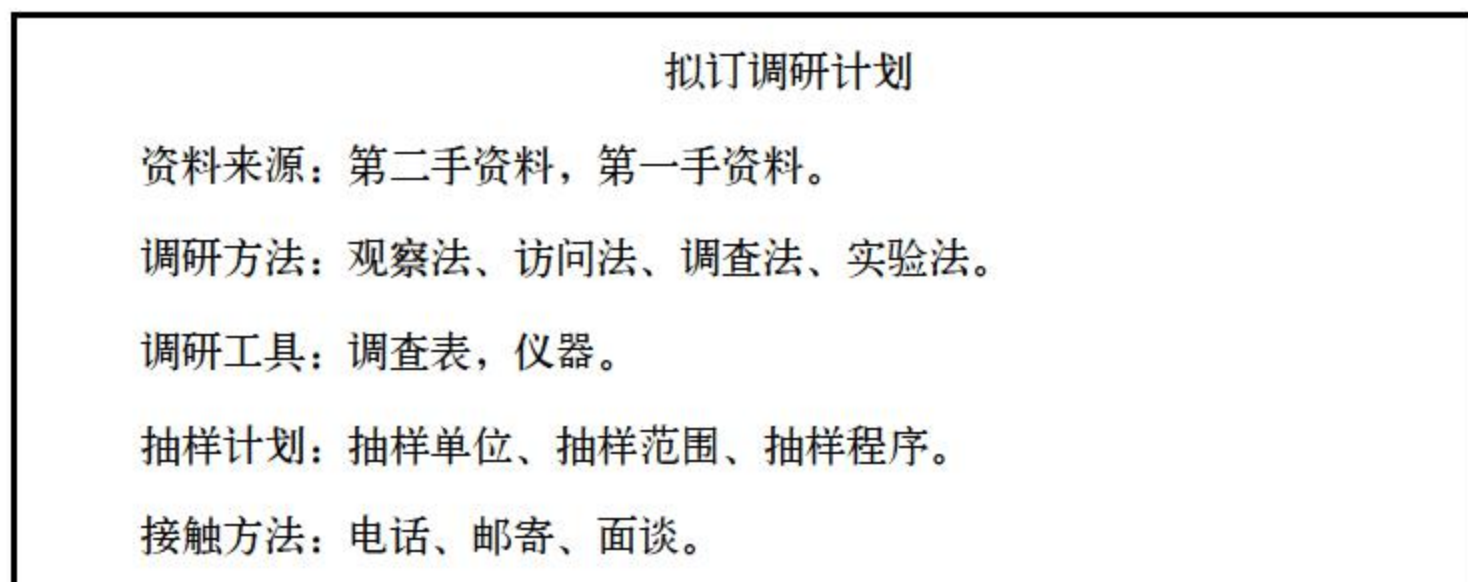 拟订调研计划
资料来源：第二手资料，第一手资料。
调研方法：观察法、访问法、调查法、实验法。
调研工具：调查表，仪器。
抽样计划：抽样单位、抽样范围、抽样程序。
接触方法：电话、邮寄、面谈。